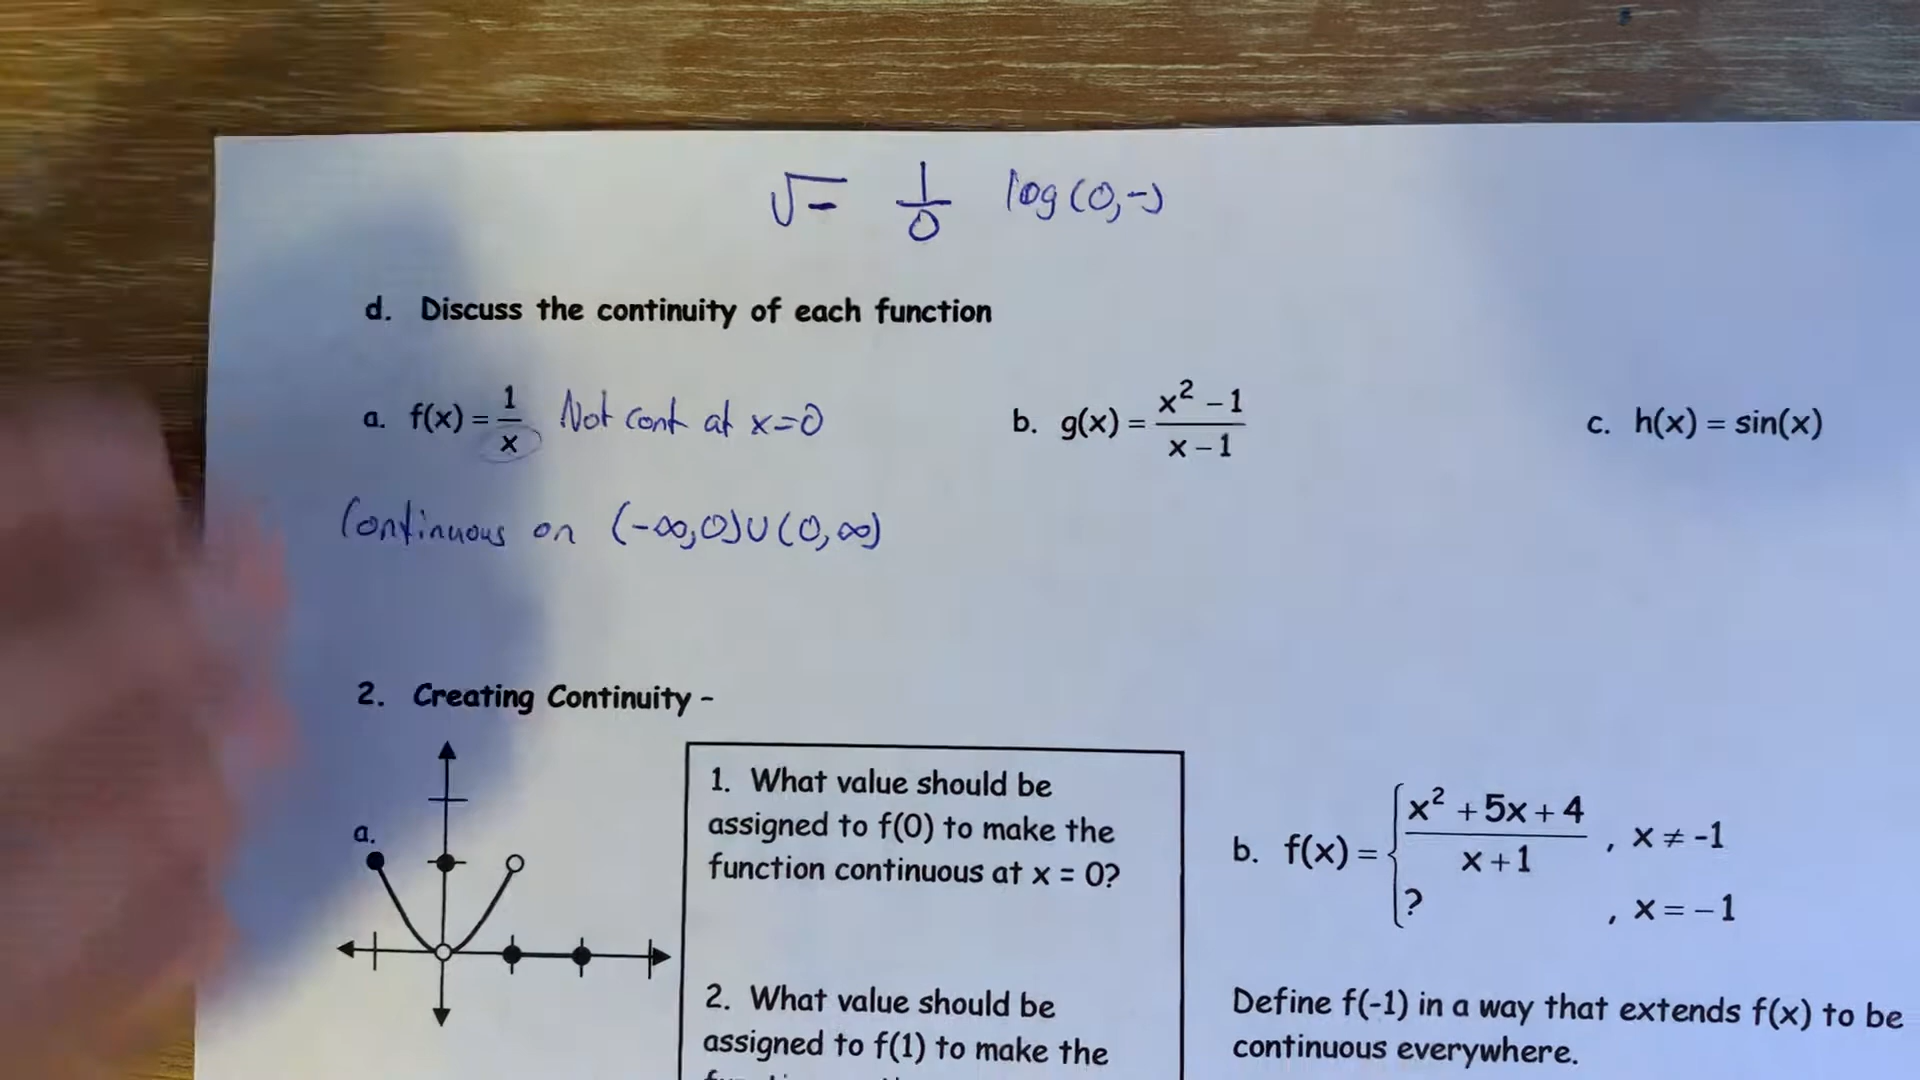 √- 1/0 log(0,-)
d. Discuss the continuity of each function
a. f(x) = 1/x Not cont at x=0
b. g(x) = (x² - 1)/(x - 1)
c. h(x) = sin(x)
Continuous on (-∞,0)∪(0,∞)
2. Creating Continuity -
a.
1. What value should be
assigned to f(0) to make the
function continuous at x = 0?
2. What value should be
assigned to f(1) to make the
b. f(x) = { (x² + 5x + 4)/(x + 1) , x ≠ -1
? , x = -1
Define f(-1) in a way that extends f(x) to be
continuous everywhere.